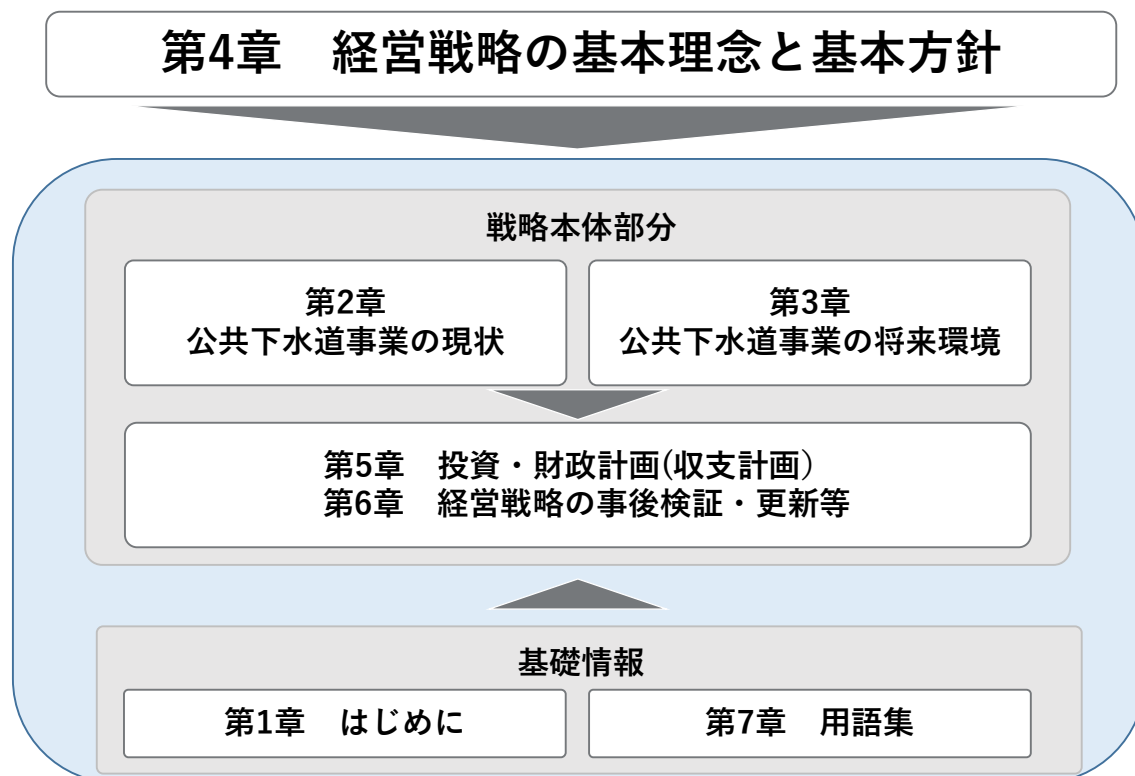 第4章　経営戦略の基本理念と基本方針
戦略本体部分
第2章
公共下水道事業の現状
第3章
公共下水道事業の将来環境
第5章　投資・財政計画(収支計画）
第6章　経営戦略の事後検証・更新等
基礎情報
第1章　はじめに
第7章　用語集